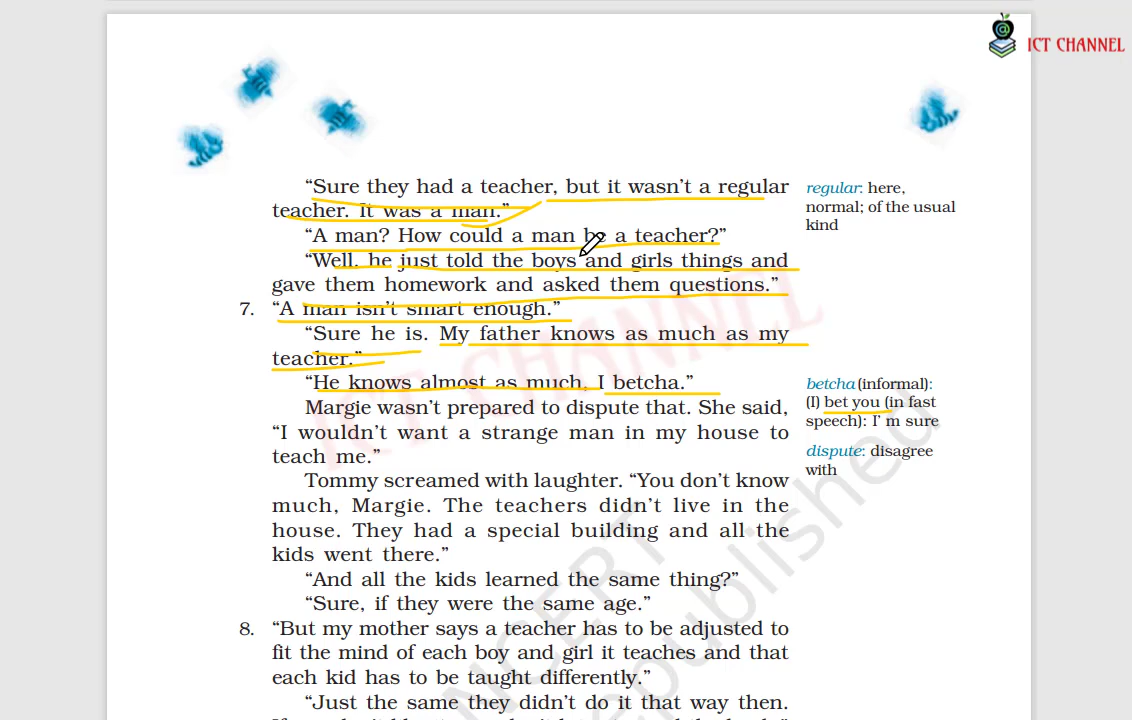 ICT CHANNEL
“Sure they had a teacher, but it wasn’t a regular
teacher. It was a man.”
“A man? How could a man be a teacher?”
“Well, he just told the boys and girls things and
gave them homework and asked them questions.”
7. “A man isn’t smart enough.”
“Sure he is. My father knows as much as my
teacher.”
“He knows almost as much, I betcha.”
Margie wasn’t prepared to dispute that. She said,
“I wouldn’t want a strange man in my house to
teach me.”
Tommy screamed with laughter. “You don’t know
much, Margie. The teachers didn’t live in the
house. They had a special building and all the
kids went there.”
“And all the kids learned the same thing?”
“Sure, if they were the same age.”
8. “But my mother says a teacher has to be adjusted to
fit the mind of each boy and girl it teaches and that
each kid has to be taught differently.”
“Just the same they didn’t do it that way then.
regular: here,
normal; of the usual
kind
betcha (informal):
(I) bet you (in fast
speech): I’ m sure
dispute: disagree
with
ICT CHANNEL
NCERT
republished